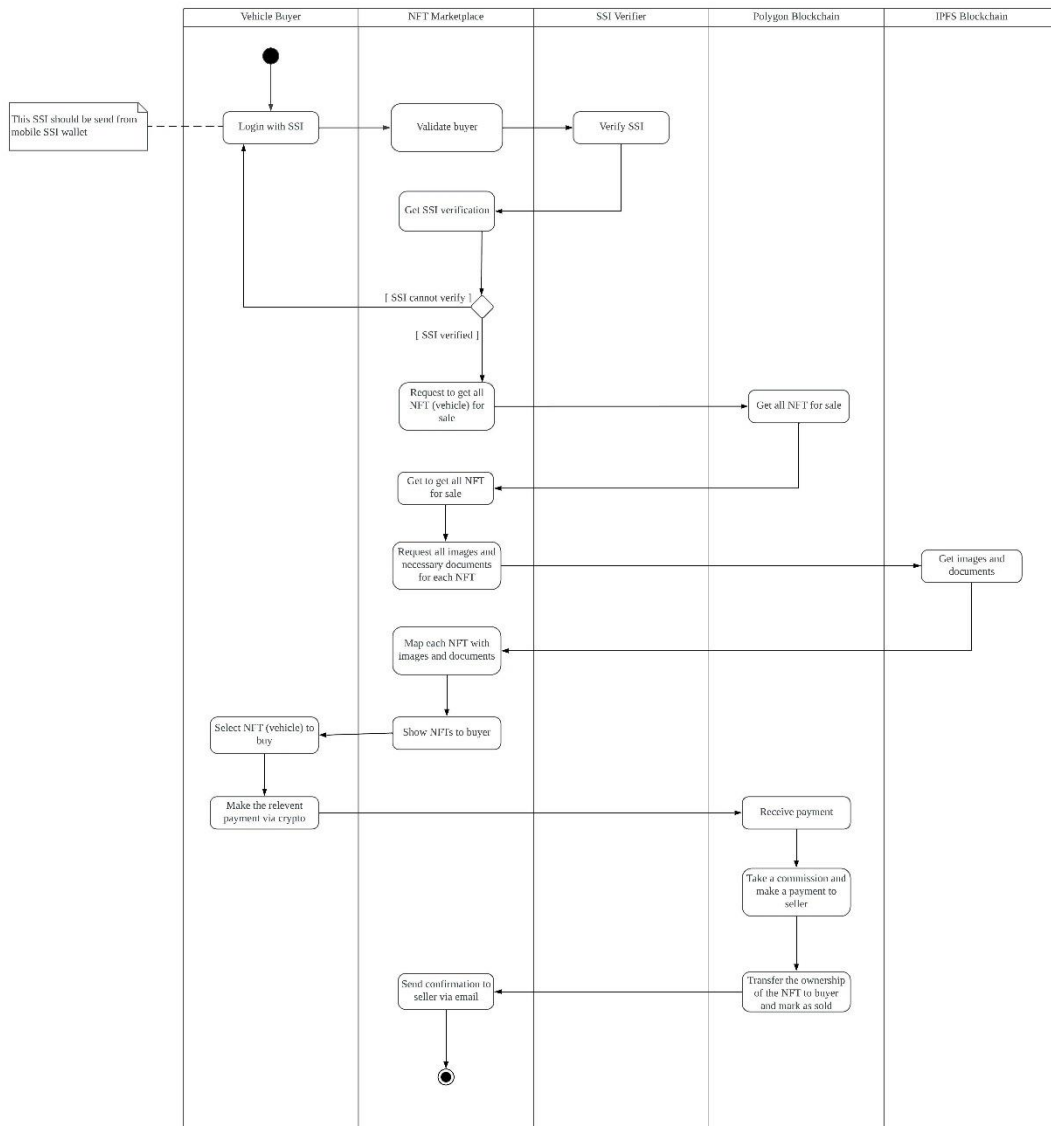 Vehicle Buyer
NFT Marketplace
SSI Verifier
Polygon Blockchain
IPFS Blockchain
This SSI should be send from
mobile SSI wallet
Login with SSI
Validate buyer
Verify SSI
Get SSI verification
[ SSI cannot verify ]
[ SSI verified ]
Request to get all
NFT (vehicle) for
sale
Get all NFT for sale
Get to get all NFT
for sale
Request all images and
necessary documents
for each NFT
Get images and
documents
Map each NFT with
images and documents
Select NFT (vehicle) to
buy
Show NFTs to buyer
Make the relevent
payment via crypto
Receive payment
Take a commission and
make a payment to
seller
Send confirmation to
seller via email
Transfer the ownership
of the NFT to buyer
and mark as sold